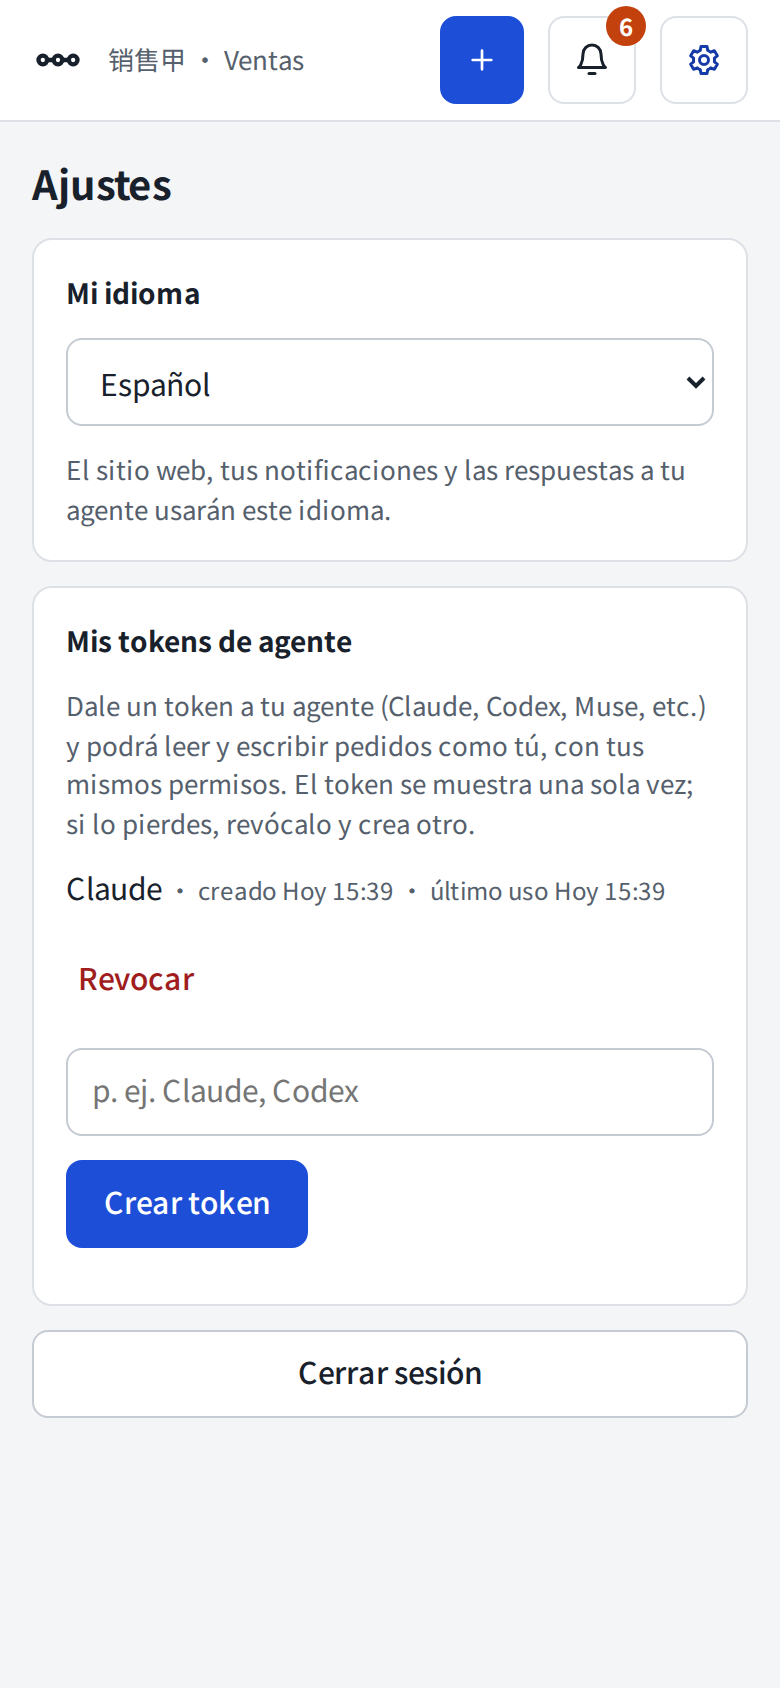 销售甲 · Ventas
6
Ajustes
Mi idioma
Español
El sitio web, tus notificaciones y las respuestas a tu
agente usarán este idioma.
Mis tokens de agente
Dale un token a tu agente (Claude, Codex, Muse, etc.)
y podrá leer y escribir pedidos como tú, con tus
mismos permisos. El token se muestra una sola vez;
si lo pierdes, revócalo y crea otro.
Claude · creado Hoy 15:39 · último uso Hoy 15:39
Revocar
p. ej. Claude, Codex
Crear token
Cerrar sesión